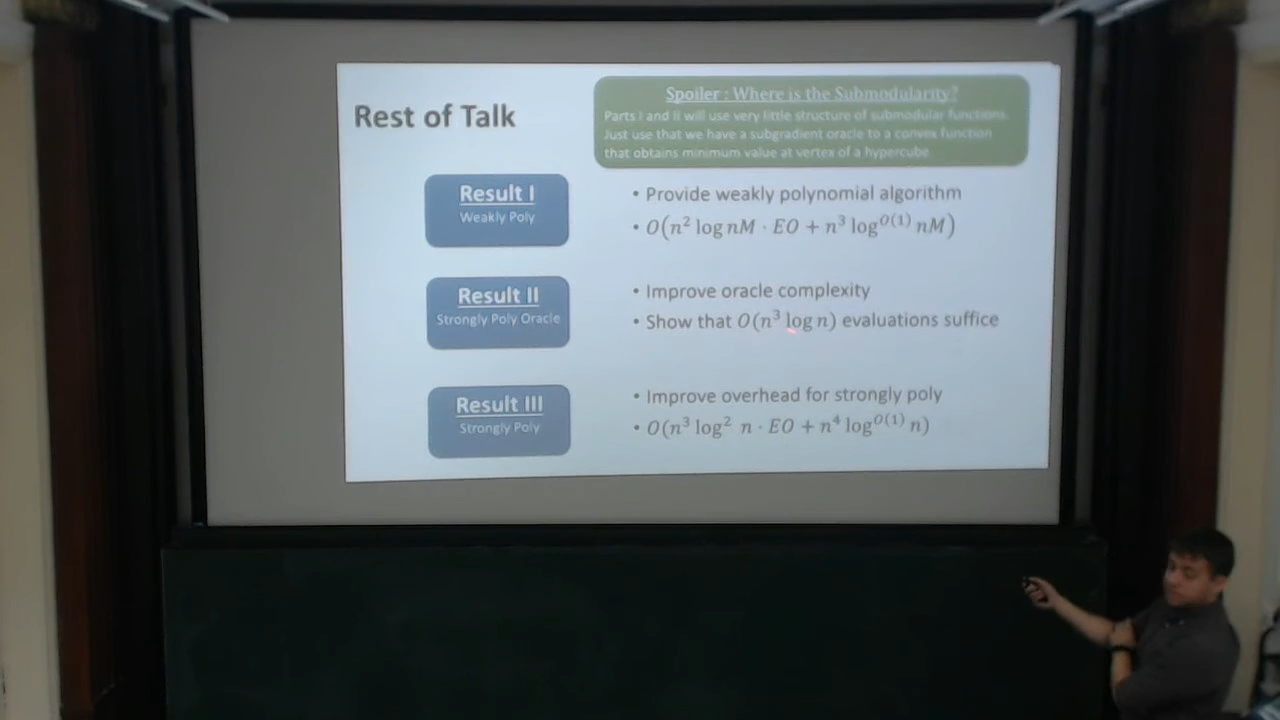 Rest of Talk
Spoiler : Where is the Submodularity?
Parts I and II will use very little structure of submodular functions.
Just use that we have a subgradient oracle to a convex function
that obtains minimum value at vertex of a hypercube
Result I
Weakly Poly
• Provide weakly polynomial algorithm
• O(n² log nM · EO + n³ log^{O(1)} nM)
Result II
Strongly Poly Oracle
• Improve oracle complexity
• Show that O(n³ log n) evaluations suffice
Result III
Strongly Poly
• Improve overhead for strongly poly
• O(n³ log² n · EO + n⁴ log^{O(1)} n)